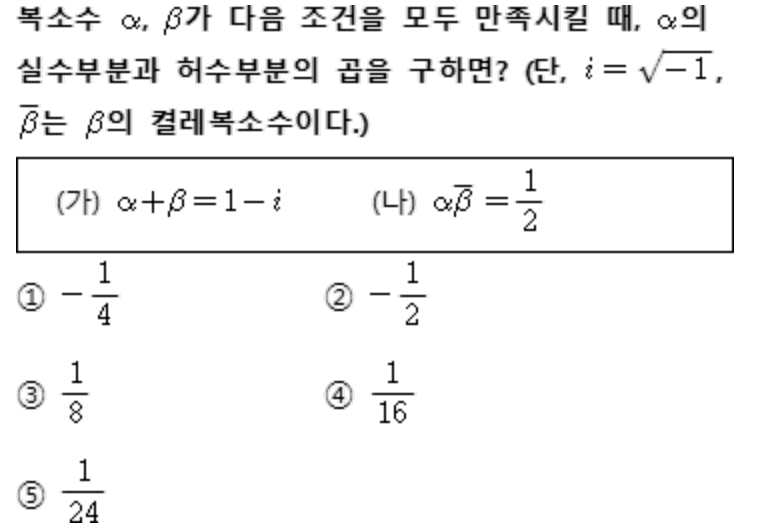 복소수 α, β가 다음 조건을 모두 만족시킬 때, α의
실수부분과 허수부분의 곱을 구하면? (단, i = √−1,
β̅는 β의 켤레복소수이다.)
(가) α+β=1−i (나) αβ̅ = 1/2
① −1/4 ② −1/2
③ 1/8 ④ 1/16
⑤ 1/24